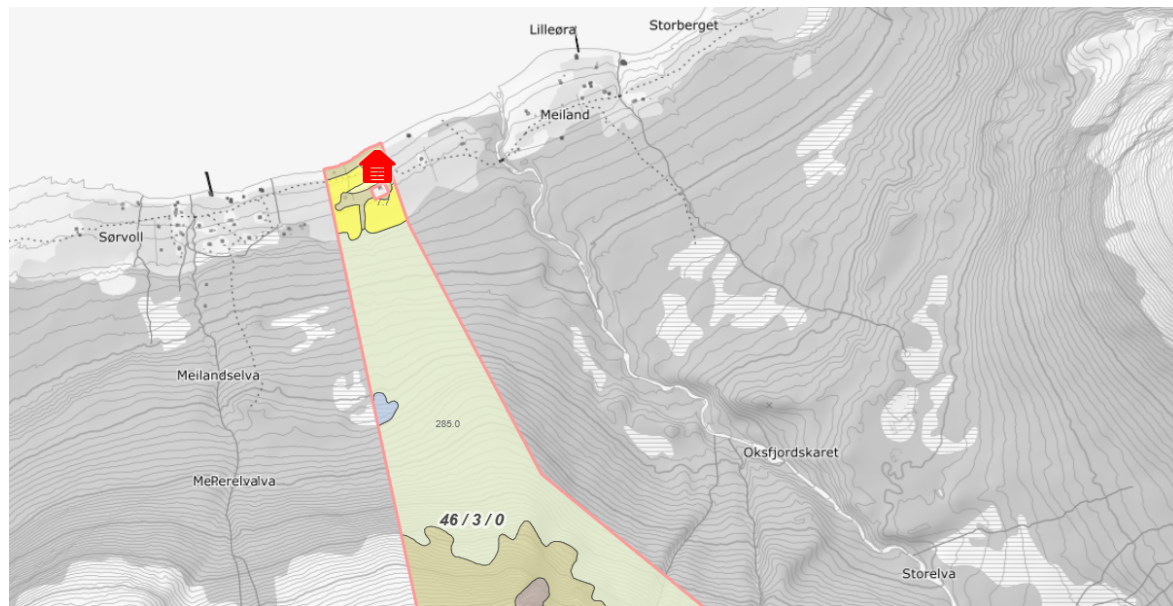 Storberget
Lilleøra
Meiland
Sørvoll
Meilandselva
285.0
Oksfjordskaret
46 / 3 / 0
Storelva